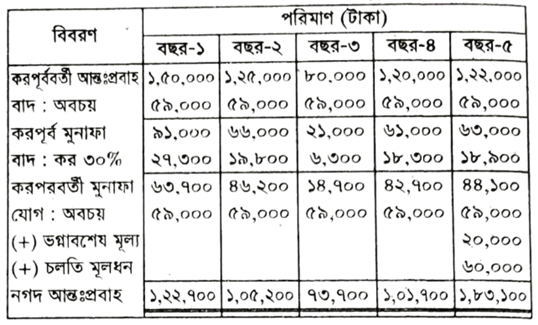 বিবরণ পরিমাণ (টাকা)
বছর-১ বছর-২ বছর-৩ বছর-৪ বছর-৫
করপূর্ববর্তী আন্তঃপ্রবাহ ১,৫০,০০০ ১,২৫,০০০ ৮০.০০০ ১,২০,০০০ ১,২২,০০০
বাদ : অবচয় ৫৯.০০০ ৫৯,০০০ ৫৯,০০০ ৫৯,০০০ ৫৯,০০০
করপূর্ব মুনাফা ৯১,০০০ ৬৬,০০০ ২১,০০০ ৬১,০০০ ৬৩,০০০
বাদ : কর ৩০% ২৭,৩০০ ১৯,৮০০ ৬,৩০০ ১৮,৩০০ ১৮,৯০০
করপরবর্তী মুনাফা ৬৩,৭০০ ৪৬,২০০ ১৪,৭০০ ৪২,৭০০ ৪৪,১০০
যোগ : অবচয় ৫৯,০০০ ৫৯,০০০ ৫৯,০০০ ৫৯,০০০ ৫৯,০০০
(+) ভগ্নাবশেষ মূল্য ২০,০০০
(+) চলতি মূলধন ৬০,০০০
নগদ আন্তঃপ্রবাহ ১,২২,৭০০ ১,০৫,২০০ ৭৩,৭০০ ১,০১,৭০০ ১,৮৩,১০০